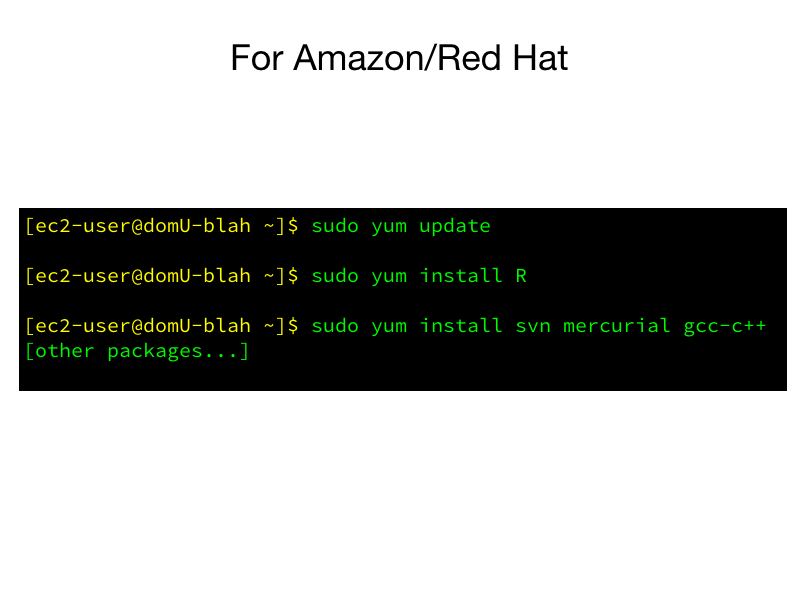 For Amazon/Red Hat
[ec2-user@domU-blah ~]$ sudo yum update
[ec2-user@domU-blah ~]$ sudo yum install R
[ec2-user@domU-blah ~]$ sudo yum install svn mercurial gcc-c++
[other packages...]